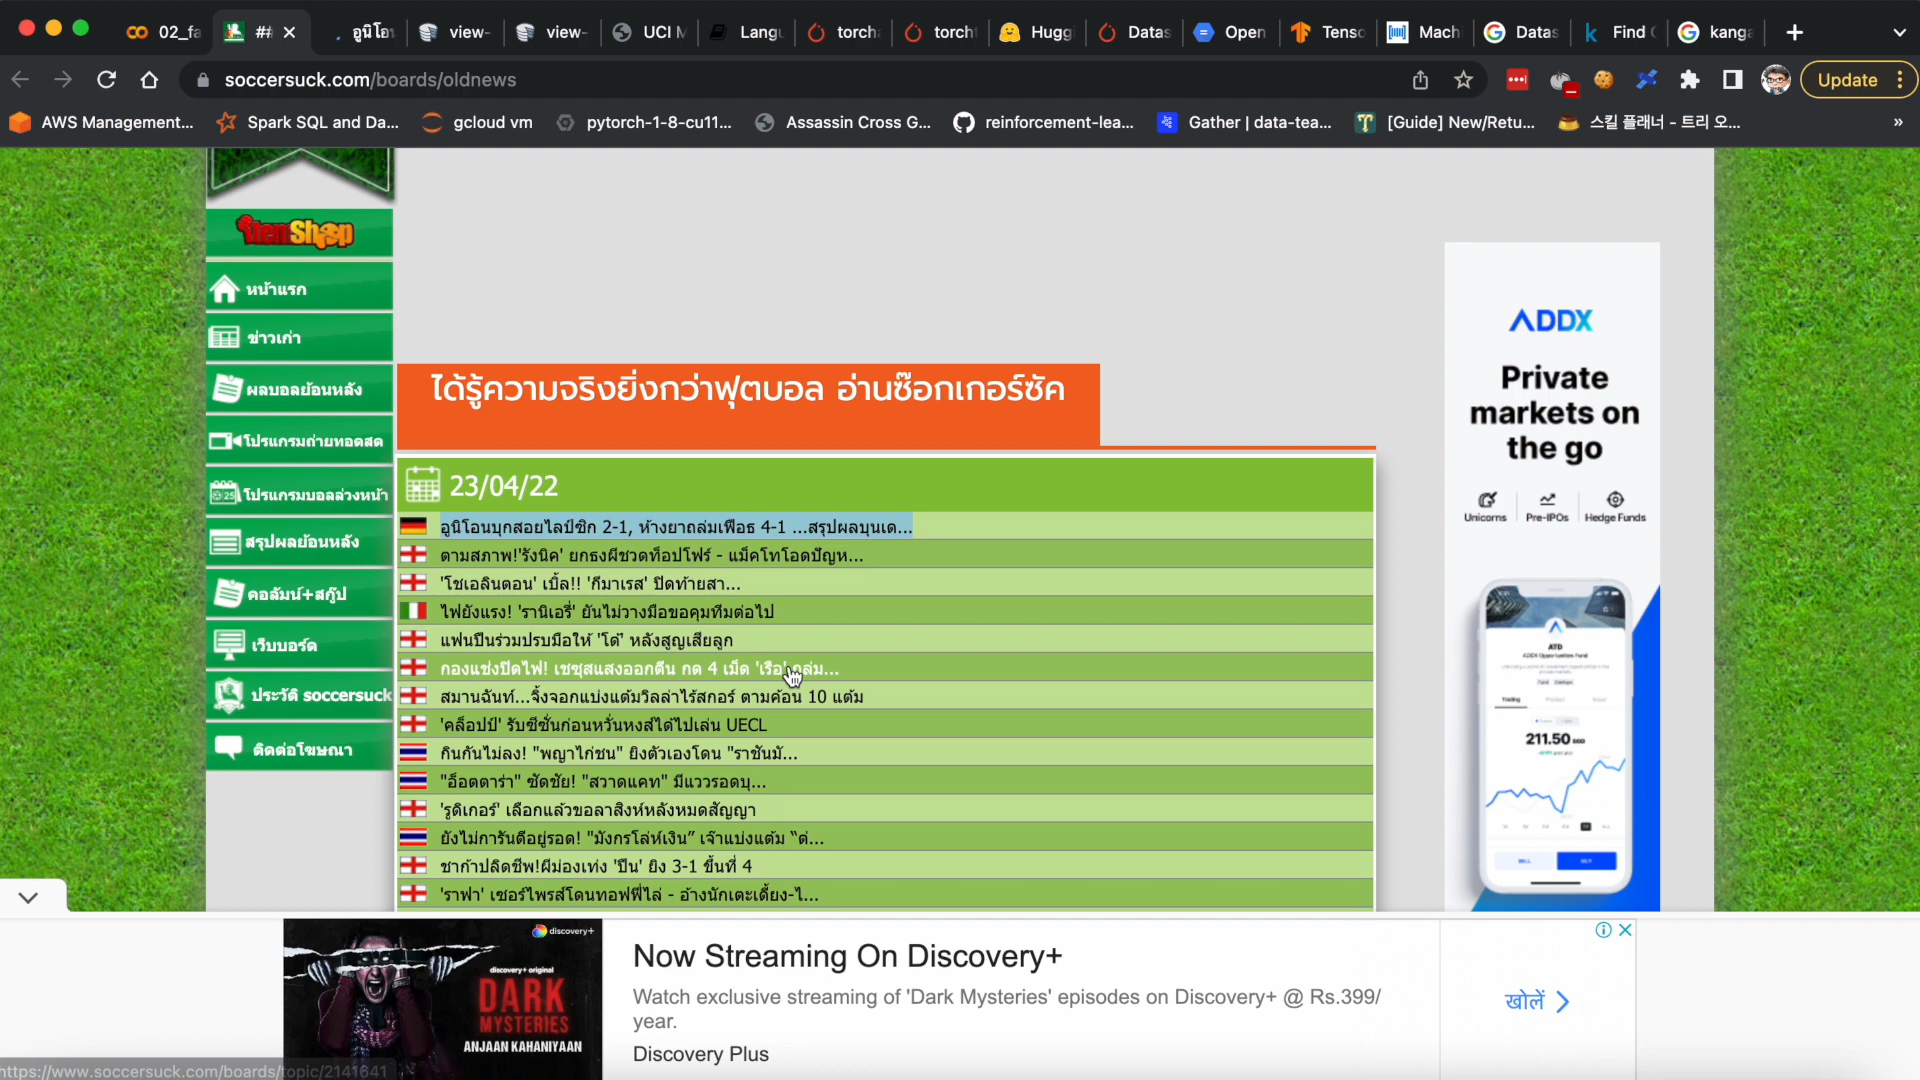 02_fa
##
อูนิโอน
view-
view-
UCI M
Langu
torch
torcht
Huggi
Datas
Open
Tenso
Machi
Datas
Find
kanga
soccersuck.com/boards/oldnews
Update
AWS Management...
Spark SQL and Da...
gcloud vm
pytorch-1-8-cu11...
Assassin Cross G...
reinforcement-lea...
Gather | data-tea...
[Guide] New/Retu...
스킬 플래너 - 트리 오...
»
หน้าแรก
ข่าวเก่า
ผลบอลย้อนหลัง
โปรแกรมถ่ายทอดสด
โปรแกรมบอลล่วงหน้า
สรุปผลย้อนหลัง
คอลัมน์+สกู๊ป
เว็บบอร์ด
ประวัติ soccersuck
ติดต่อโฆษณา
ได้รู้ความจริงยิ่งกว่าฟุตบอล อ่านซ๊อกเกอร์ซัค
23/04/22
อูนิโอนบุกสอยไลป์ซิก 2-1, ห้างยาถล่มเฟือธ 4-1 ...สรุปผลบุนเด...
ตามสภาพ!'รังนิค' ยกธงผีชวดท็อปโฟร์ - แม็คโทโอดปัญห...
'โชเอลินตอน' เบิ้ล!! 'กีมาเรส' ปิดท้ายสา...
ไฟยังแรง! 'รานิเอรี่' ยันไม่วางมือขอคุมทีมต่อไป
แฟนปืนร่วมปรบมือให้ 'โด้' หลังสูญเสียลูก
กองแช่งปิดไฟ! เชซุสแสงออกตีน กด 4 เม็ด 'เรือ' ถล่ม...
สมานฉันท์...จิ้งจอกแบ่งแต้มวิลล่าไร้สกอร์ ตามค้อน 10 แต้ม
'คล็อปป์' รับซีซั่นก่อนหวั่นหงส์ได้ไปเล่น UECL
กินกันไม่ลง! "พญาไก่ชน" ยิงตัวเองโดน "ราชันมั...
"อ็อตตาร่า" ซัดชัย! "สวาดแคท" มีแววรอดบุ...
'รูดิเกอร์' เลือกแล้วขอลาสิงห์หลังหมดสัญญา
ยังไม่การันตีอยู่รอด! "มังกรโล่ห์เงิน" เจ๊าแบ่งแต้ม "ต่...
ชาก้าปลิดชีพ!ผีม่องเท่ง 'ปืน' ยิง 3-1 ขึ้นที่ 4
'ราฟา' เซอร์ไพรส์โดนทอฟฟี่ไล่ - อ้างนักเตะเดี้ยง-ไ...
ADDX
Private
markets on
the go
Unicorns
Pre-IPOs
Hedge Funds
ATD
ADDX Opportunities Fund
Trading
211.50
discovery+
discovery+ original
DARK
MYSTERIES
ANJAAN KAHANIYAAN
Now Streaming On Discovery+
Watch exclusive streaming of 'Dark Mysteries' episodes on Discovery+ @ Rs.399/
year.
Discovery Plus
खोलें
https://www.soccersuck.com/boards/topic/2141641